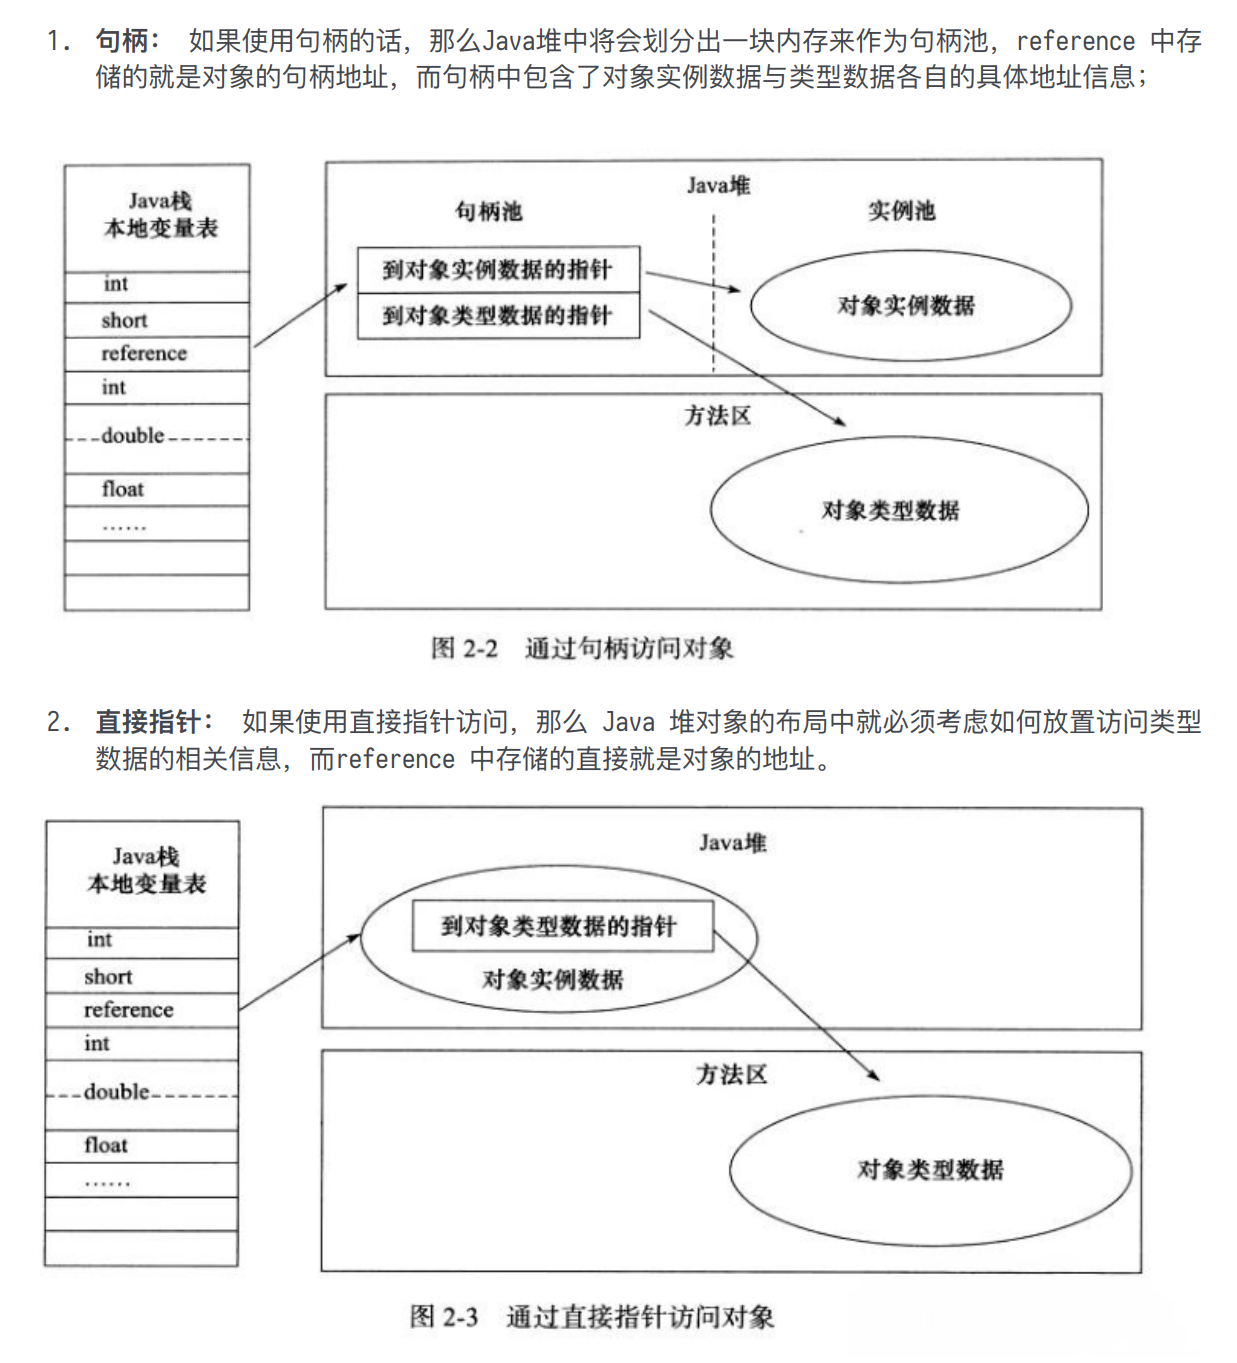 1. 句柄： 如果使用句柄的话，那么Java堆中将会划分出一块内存来作为句柄池，reference 中存
储的就是对象的句柄地址，而句柄中包含了对象实例数据与类型数据各自的具体地址信息；
Java栈
本地变量表
int
short
reference
int
double
float
……
Java堆
句柄池
实例池
到对象实例数据的指针
到对象类型数据的指针
对象实例数据
方法区
对象类型数据
图 2-2 通过句柄访问对象
2. 直接指针： 如果使用直接指针访问，那么 Java 堆对象的布局中就必须考虑如何放置访问类型
数据的相关信息，而reference 中存储的直接就是对象的地址。
Java栈
本地变量表
int
short
reference
int
double
float
……
Java堆
到对象类型数据的指针
对象实例数据
方法区
对象类型数据
图 2-3 通过直接指针访问对象